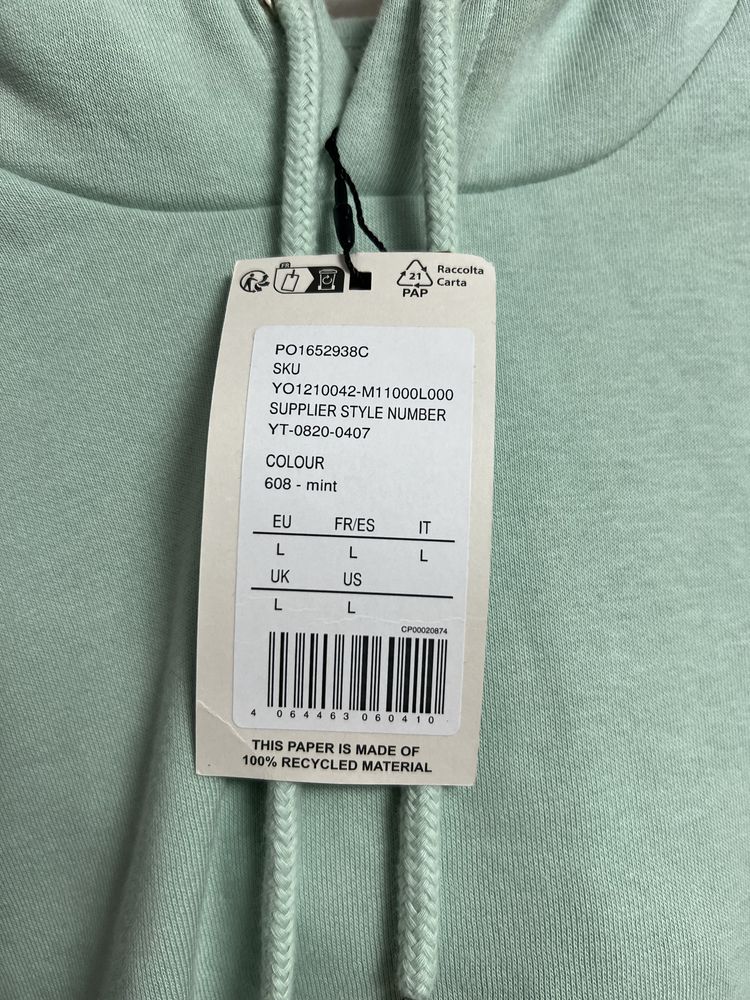 FR
21
PAP
Raccolta
Carta
PO1652938C
SKU
YO1210042-M11000L000
SUPPLIER STYLE NUMBER
YT-0820-0407
COLOUR
608 - mint
EU FR/ES IT
L L L
UK US
L L
CP00020874
4 064463 060410
THIS PAPER IS MADE OF
100% RECYCLED MATERIAL